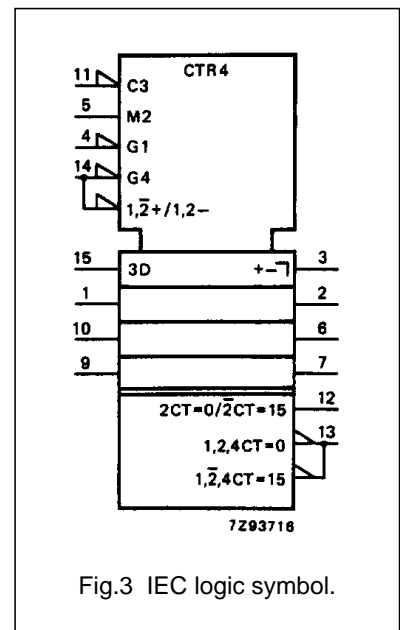 CTR4
11 C3
5 M2
4 G1
14 G4
1,2̅+/1,2−
15 3D +−¬ 3
1 2
10 6
9 7
2CT=0/2̅CT=15 12
1,2,4CT=0 13
1,2̅,4CT=15
7Z93716
Fig.3 IEC logic symbol.